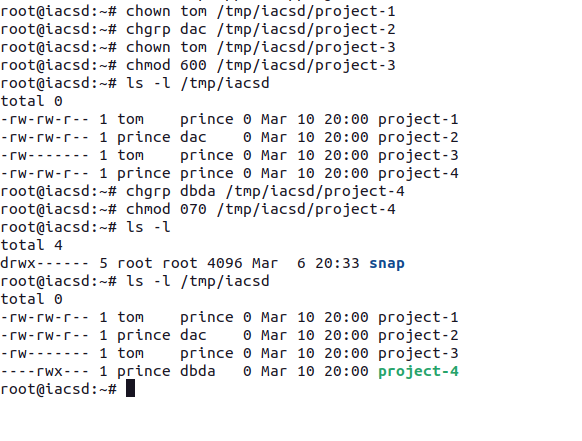 root@iacsd:~# chown tom /tmp/iacsd/project-1
root@iacsd:~# chgrp dac /tmp/iacsd/project-2
root@iacsd:~# chown tom /tmp/iacsd/project-3
root@iacsd:~# chmod 600 /tmp/iacsd/project-3
root@iacsd:~# ls -l /tmp/iacsd
total 0
-rw-rw-r-- 1 tom    prince 0 Mar 10 20:00 project-1
-rw-rw-r-- 1 prince dac    0 Mar 10 20:00 project-2
-rw------- 1 tom    prince 0 Mar 10 20:00 project-3
-rw-rw-r-- 1 prince prince 0 Mar 10 20:00 project-4
root@iacsd:~# chgrp dbda /tmp/iacsd/project-4
root@iacsd:~# chmod 070 /tmp/iacsd/project-4
root@iacsd:~# ls -l
total 4
drwx------ 5 root root 4096 Mar  6 20:33 snap
root@iacsd:~# ls -l /tmp/iacsd
total 0
-rw-rw-r-- 1 tom    prince 0 Mar 10 20:00 project-1
-rw-rw-r-- 1 prince dac    0 Mar 10 20:00 project-2
-rw------- 1 tom    prince 0 Mar 10 20:00 project-3
----rwx--- 1 prince dbda   0 Mar 10 20:00 project-4
root@iacsd:~#